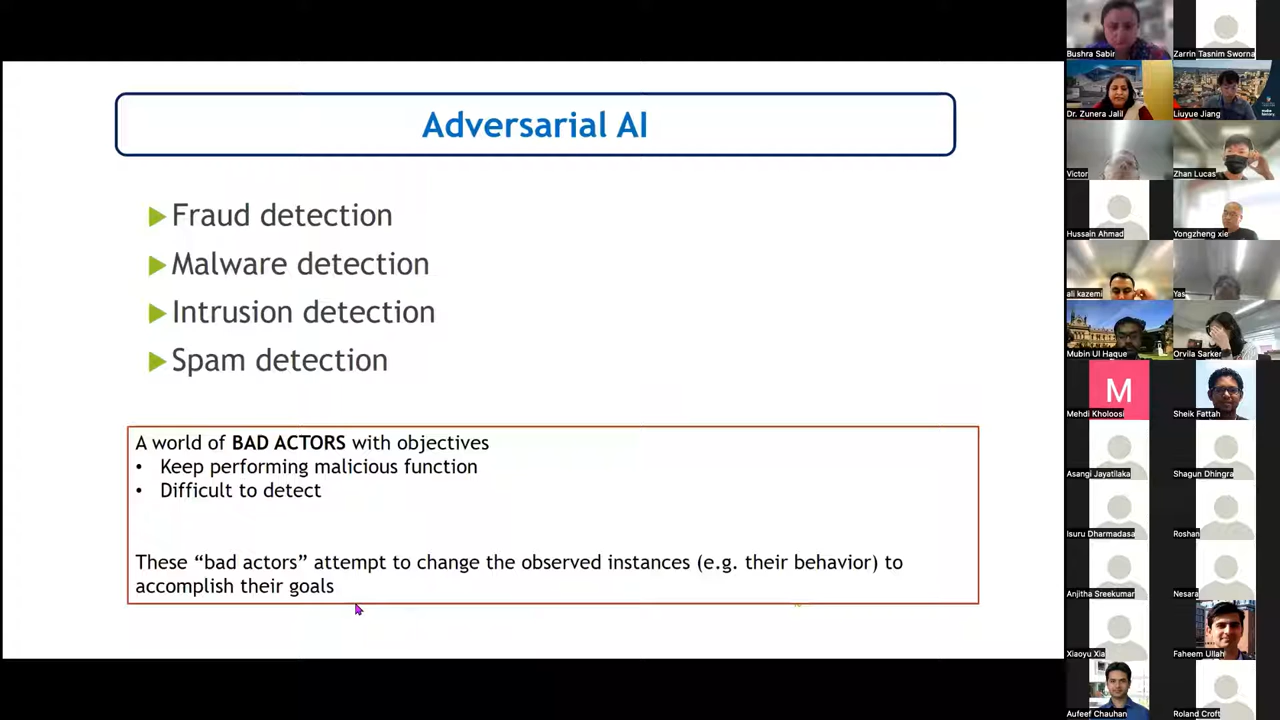 Adversarial AI
Fraud detection
Malware detection
Intrusion detection
Spam detection
A world of BAD ACTORS with objectives
• Keep performing malicious function
• Difficult to detect
These “bad actors” attempt to change the observed instances (e.g. their behavior) to
accomplish their goals
Bushra Sabir
Zarrin Tasnim Sworna
Dr. Zunera Jalil
Liuyue Jiang
Victor
Zhan Lucas
Hussain Ahmad
Yongzheng xie
ali kazemi
Yas
Mubin Ul Haque
Orvila Sarker
M
Mehdi Kholoosi
Sheik Fattah
Asangi Jayatilaka
Shagun Dhingra
Isuru Dharmadasa
Roshan
Anjitha Sreekumar
Nesara
Xiaoyu Xia
Faheem Ullah
Aufeef Chauhan
Roland Croft